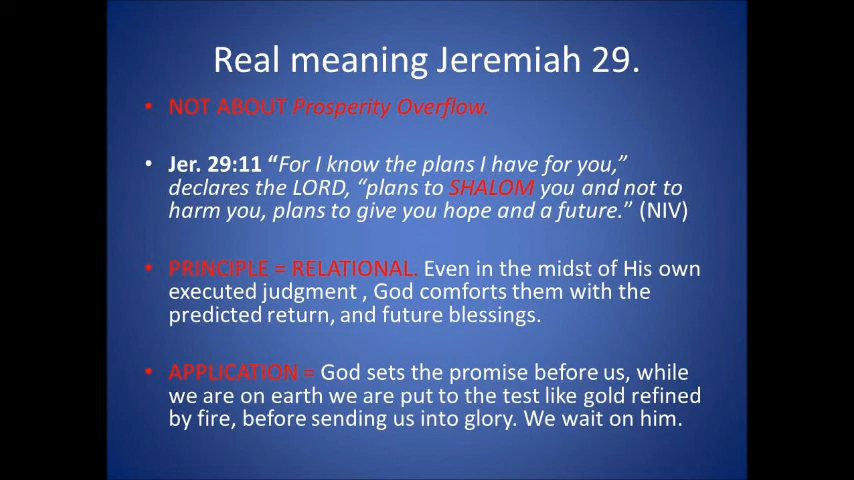 Real meaning Jeremiah 29.
• NOT ABOUT Prosperity Overflow.
• Jer. 29:11 “For I know the plans I have for you,”
declares the LORD, “plans to SHALOM you and not to
harm you, plans to give you hope and a future.” (NIV)
• PRINCIPLE = RELATIONAL. Even in the midst of His own
executed judgment , God comforts them with the
predicted return, and future blessings.
• APPLICATION = God sets the promise before us, while
we are on earth we are put to the test like gold refined
by fire, before sending us into glory. We wait on him.